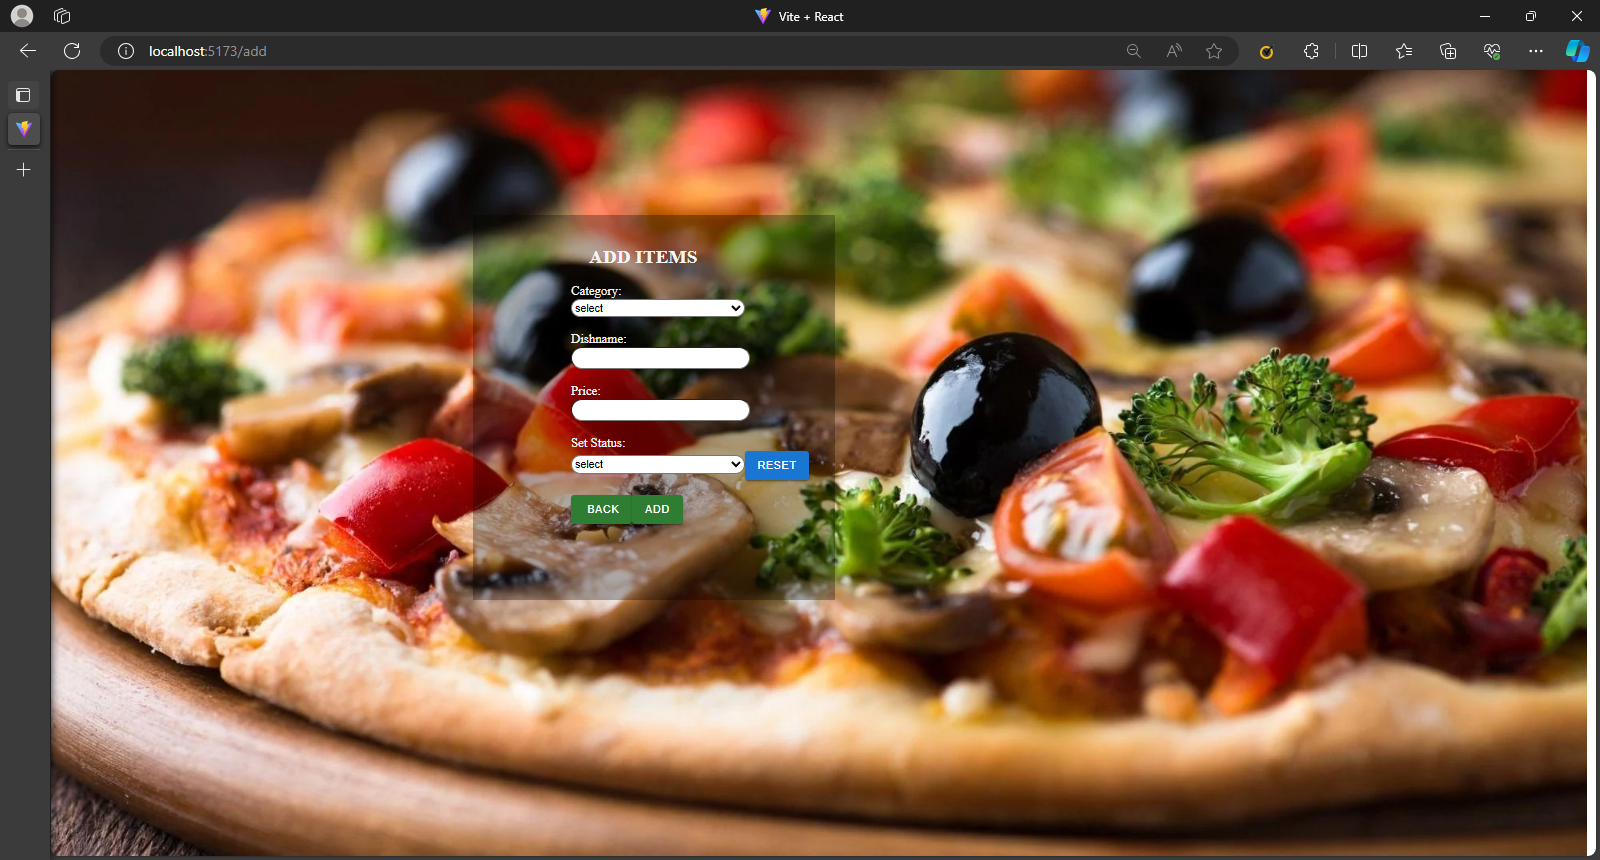 Vite + React
localhost:5173/add
ADD ITEMS
Category:
select
Dishname:
Price:
Set Status:
select
RESET
BACK ADD